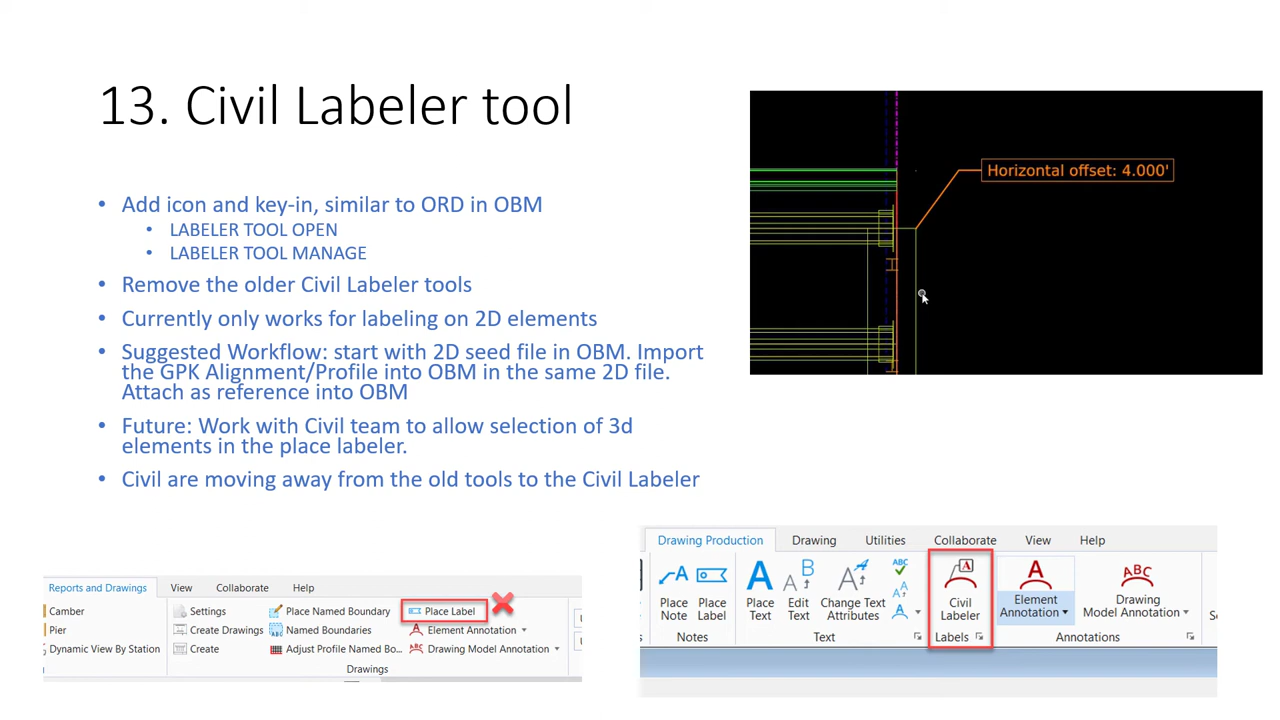 13. Civil Labeler tool
• Add icon and key-in, similar to ORD in OBM
• LABELER TOOL OPEN
• LABELER TOOL MANAGE
• Remove the older Civil Labeler tools
• Currently only works for labeling on 2D elements
• Suggested Workflow: start with 2D seed file in OBM. Import
the GPK Alignment/Profile into OBM in the same 2D file.
Attach as reference into OBM
• Future: Work with Civil team to allow selection of 3d
elements in the place labeler.
• Civil are moving away from the old tools to the Civil Labeler
Horizontal offset: 4.000'
Reports and Drawings View Collaborate Help
Camber Settings Place Named Boundary Place Label
Pier Create Drawings Named Boundaries Element Annotation
Dynamic View By Station Create Adjust Profile Named Bo... Drawing Model Annotation
Drawings
Drawing Production Drawing Utilities Collaborate View Help
Place Place Place Edit Change Text Civil Element Drawing
Note Label Text Text Attributes Labeler Annotation Model Annotation
Notes Text Labels Annotations